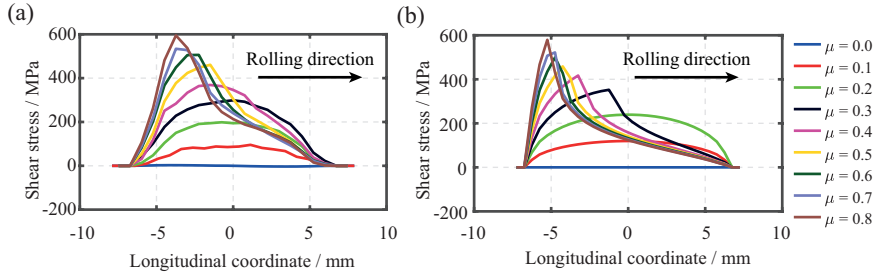 (a)
600
400
200
0
-200
-10
-5
0
5
10
Shear stress / MPa
Longitudinal coordinate / mm
Rolling direction
(b)
600
400
200
0
-200
-10
-5
0
5
10
Shear stress / MPa
Longitudinal coordinate / mm
Rolling direction
μ = 0.0
μ = 0.1
μ = 0.2
μ = 0.3
μ = 0.4
μ = 0.5
μ = 0.6
μ = 0.7
μ = 0.8